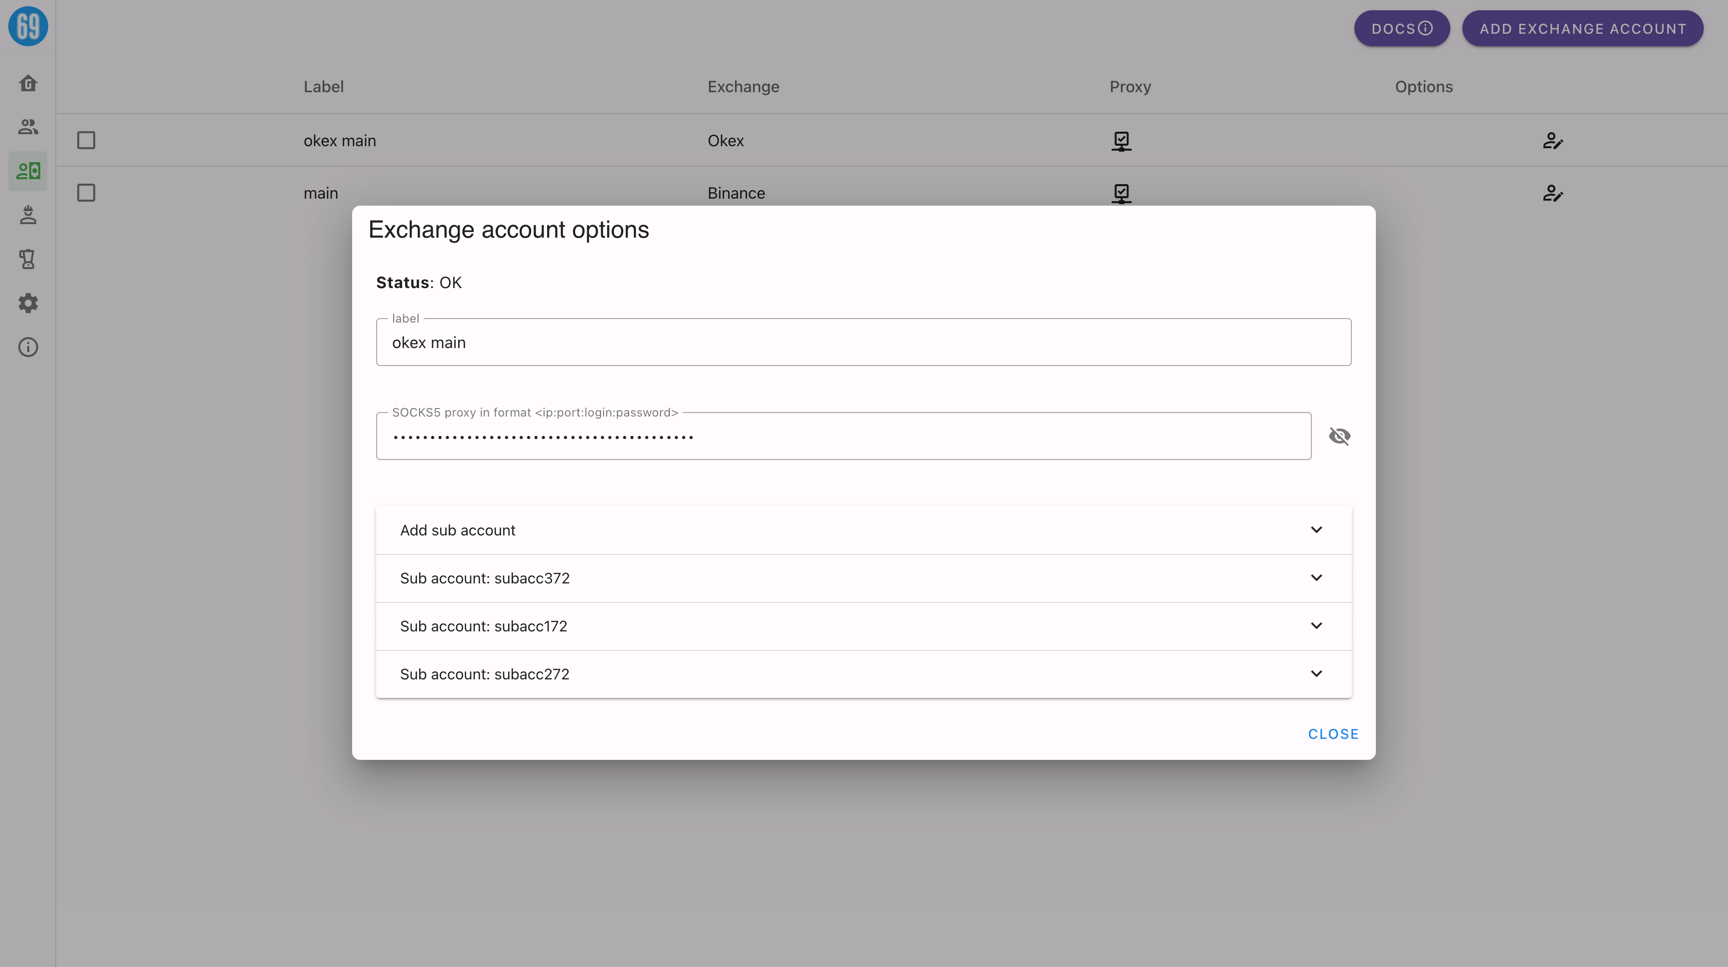 69
DOCS
ADD EXCHANGE ACCOUNT
Label Exchange Proxy Options
okex main Okex
main Binance
Exchange account options
Status: OK
label
okex main
SOCKS5 proxy in format <ip:port:login:password>
••••••••••••••••••••••••••••••••••••••••
Add sub account
Sub account: subacc372
Sub account: subacc172
Sub account: subacc272
CLOSE